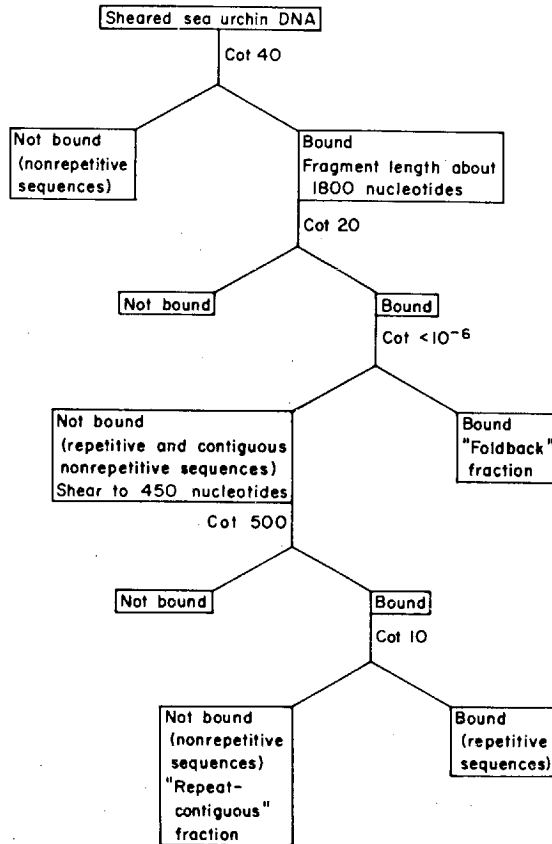 Sheared sea urchin DNA
Cot 40
Not bound
(nonrepetitive
sequences)
Bound
Fragment length about
1800 nucleotides
Cot 20
Not bound
Bound
Cot <10⁻⁶
Not bound
(repetitive and contiguous
nonrepetitive sequences)
Shear to 450 nucleotides
Bound
"Foldback"
fraction
Cot 500
Not bound
Bound
Cot 10
Not bound
(nonrepetitive
sequences)
"Repeat-
contiguous"
fraction
Bound
(repetitive
sequences)